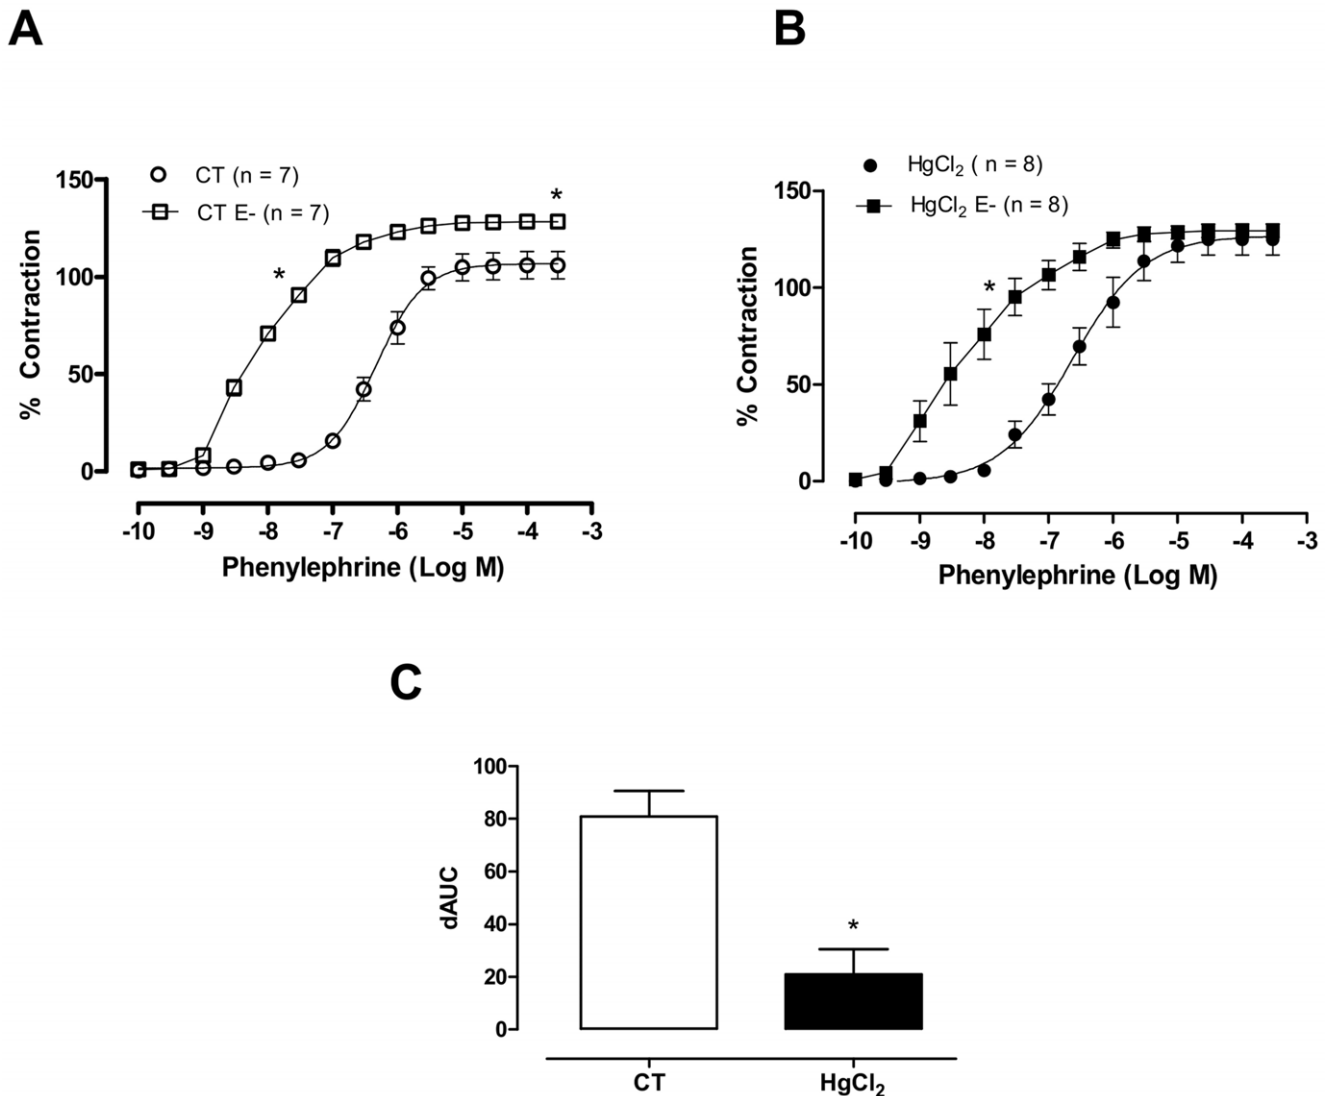 A
B
CT (n = 7)
CT E- (n = 7)
150
100
50
0
% Contraction
*
*
-10 -9 -8 -7 -6 -5 -4 -3
Phenylephrine (Log M)
HgCl₂ ( n = 8)
HgCl₂ E- (n = 8)
150
100
50
0
% Contraction
*
-10 -9 -8 -7 -6 -5 -4 -3
Phenylephrine (Log M)
C
100
80
60
40
20
0
dAUC
*
CT HgCl₂